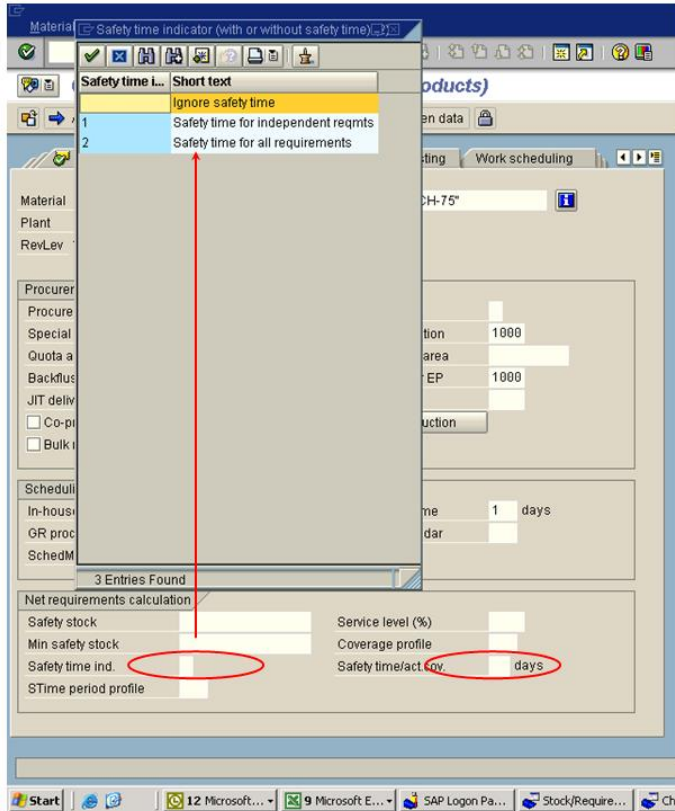 Material
Safety time indicator (with or without safety time)
oducts)
Safety time i... Short text
Ignore safety time
1 Safety time for independent reqmts
2 Safety time for all requirements
en data
Work scheduling
Material CH-75"
Plant
RevLev
Procurer
Procure
Special tion 1000
Quota a area
Backflus EP 1000
JIT deliv
Co-p uction
Bulk
Scheduli
In-house me 1 days
GR proc dar
SchedM
3 Entries Found
Net requirements calculation
Safety stock Service level (%)
Min safety stock Coverage profile
Safety time ind. Safety time/act.cov. days
STime period profile
Start 12 Microsoft... 9 Microsoft E... SAP Logon Pa... Stock/Require... Ch